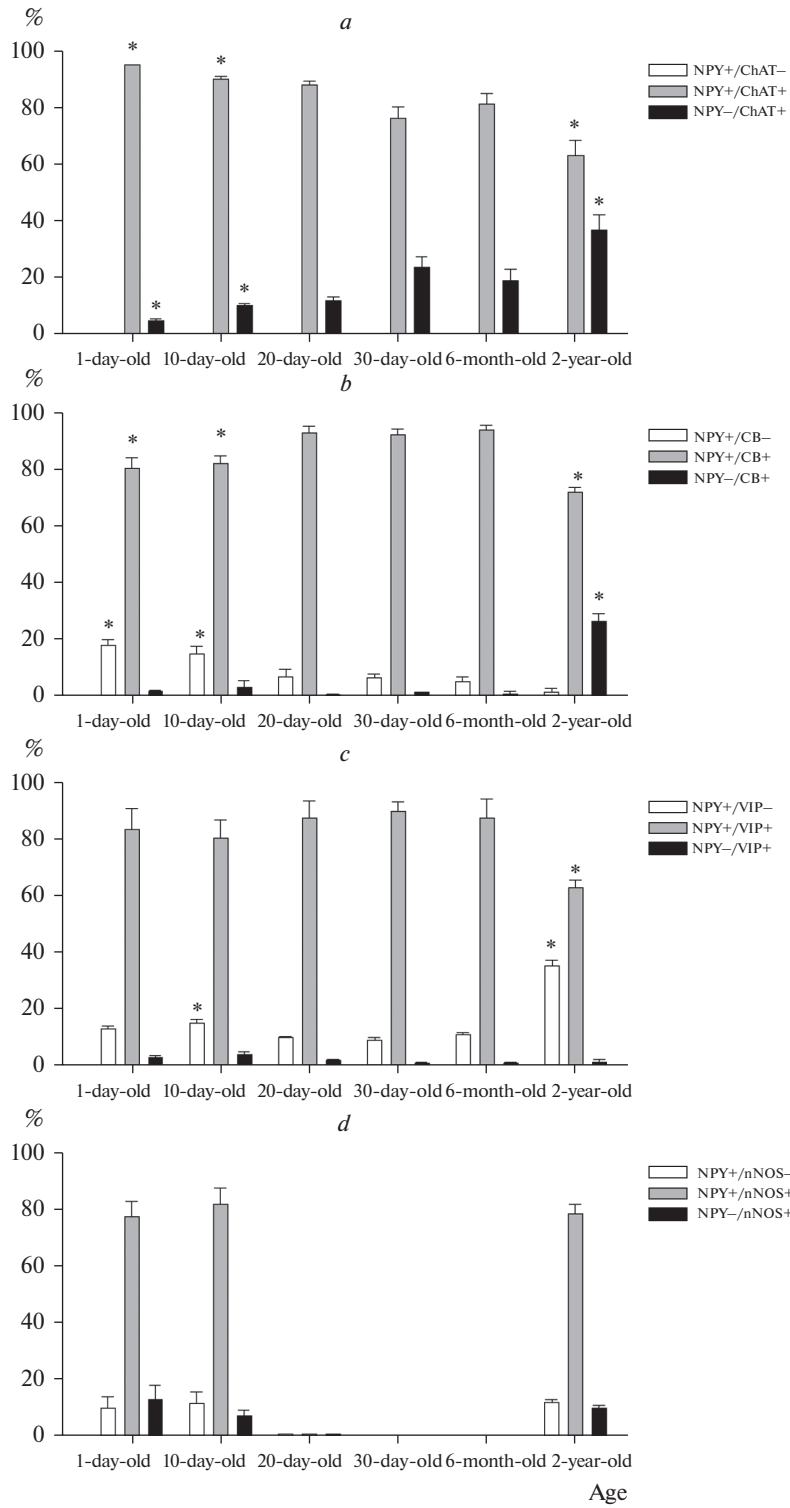 %
a
100
80
60
40
20
0
* * * * * *
NPY+/ChAT–
NPY+/ChAT+
NPY–/ChAT+
1-day-old 10-day-old 20-day-old 30-day-old 6-month-old 2-year-old
%
b
100
80
60
40
20
0
* * * * * *
NPY+/CB–
NPY+/CB+
NPY–/CB+
1-day-old 10-day-old 20-day-old 30-day-old 6-month-old 2-year-old
%
c
100
80
60
40
20
0
* * *
NPY+/VIP–
NPY+/VIP+
NPY–/VIP+
1-day-old 10-day-old 20-day-old 30-day-old 6-month-old 2-year-old
%
d
100
80
60
40
20
0
NPY+/nNOS–
NPY+/nNOS+
NPY–/nNOS+
1-day-old 10-day-old 20-day-old 30-day-old 6-month-old 2-year-old
Age